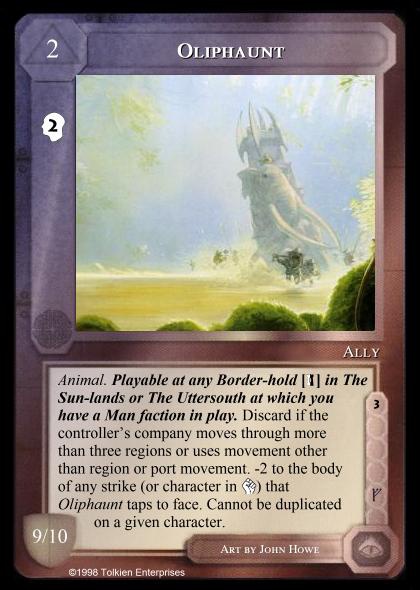 2
OLIPHAUNT
2
ALLY
Animal. Playable at any Border-hold [] in The
Sun-lands or The Uttersouth at which you
have a Man faction in play. Discard if the
controller's company moves through more
than three regions or uses movement other
than region or port movement. -2 to the body
of any strike (or character in ) that
Oliphaunt taps to face. Cannot be duplicated
on a given character.
3
9/10
ART BY JOHN HOWE
©1998 Tolkien Enterprises